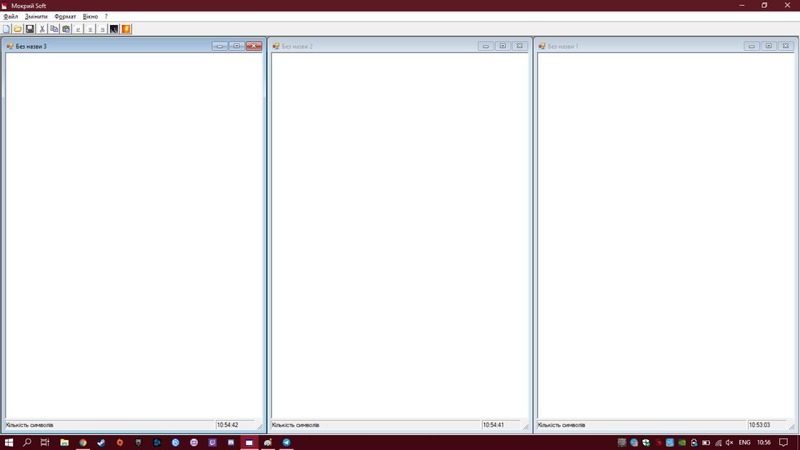 Мокрий Soft
Файл Змінити Формат Вікно ?
Без назви 3
Без назви 2
Без назви 1
Кількість символів 10:54:42
Кількість символів 10:54:41
Кількість символів 10:53:03
ENG 10:56